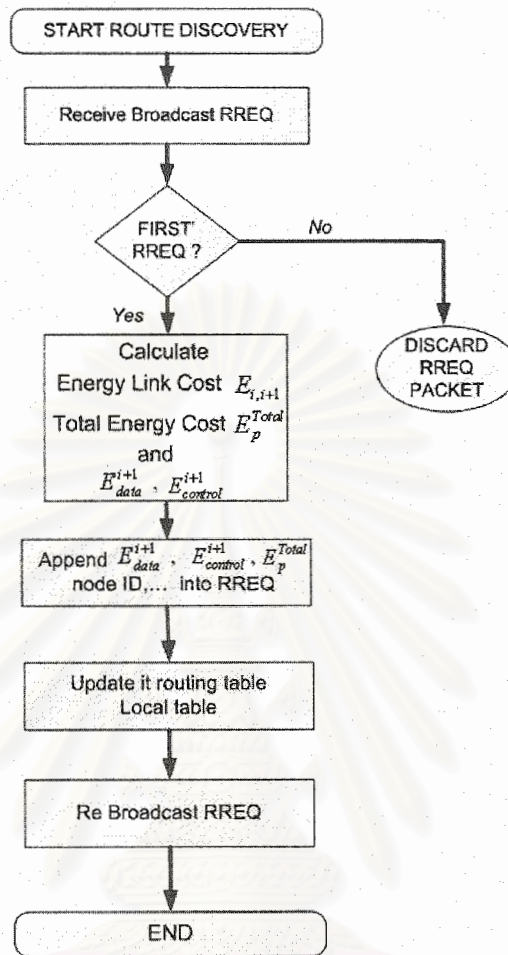 START ROUTE DISCOVERY
Receive Broadcast RREQ
FIRST'
RREQ ?
No
Yes
DISCARD
RREQ
PACKET
Calculate
Energy Link Cost E_{i,i+1}
Total Energy Cost E_p^{Total}
and
E_{data}^{i+1} , E_{control}^{i+1}
Append E_{data}^{i+1} , E_{control}^{i+1} , E_p^{Total}
node ID,... into RREQ
Update it routing table
Local table
Re Broadcast RREQ
END